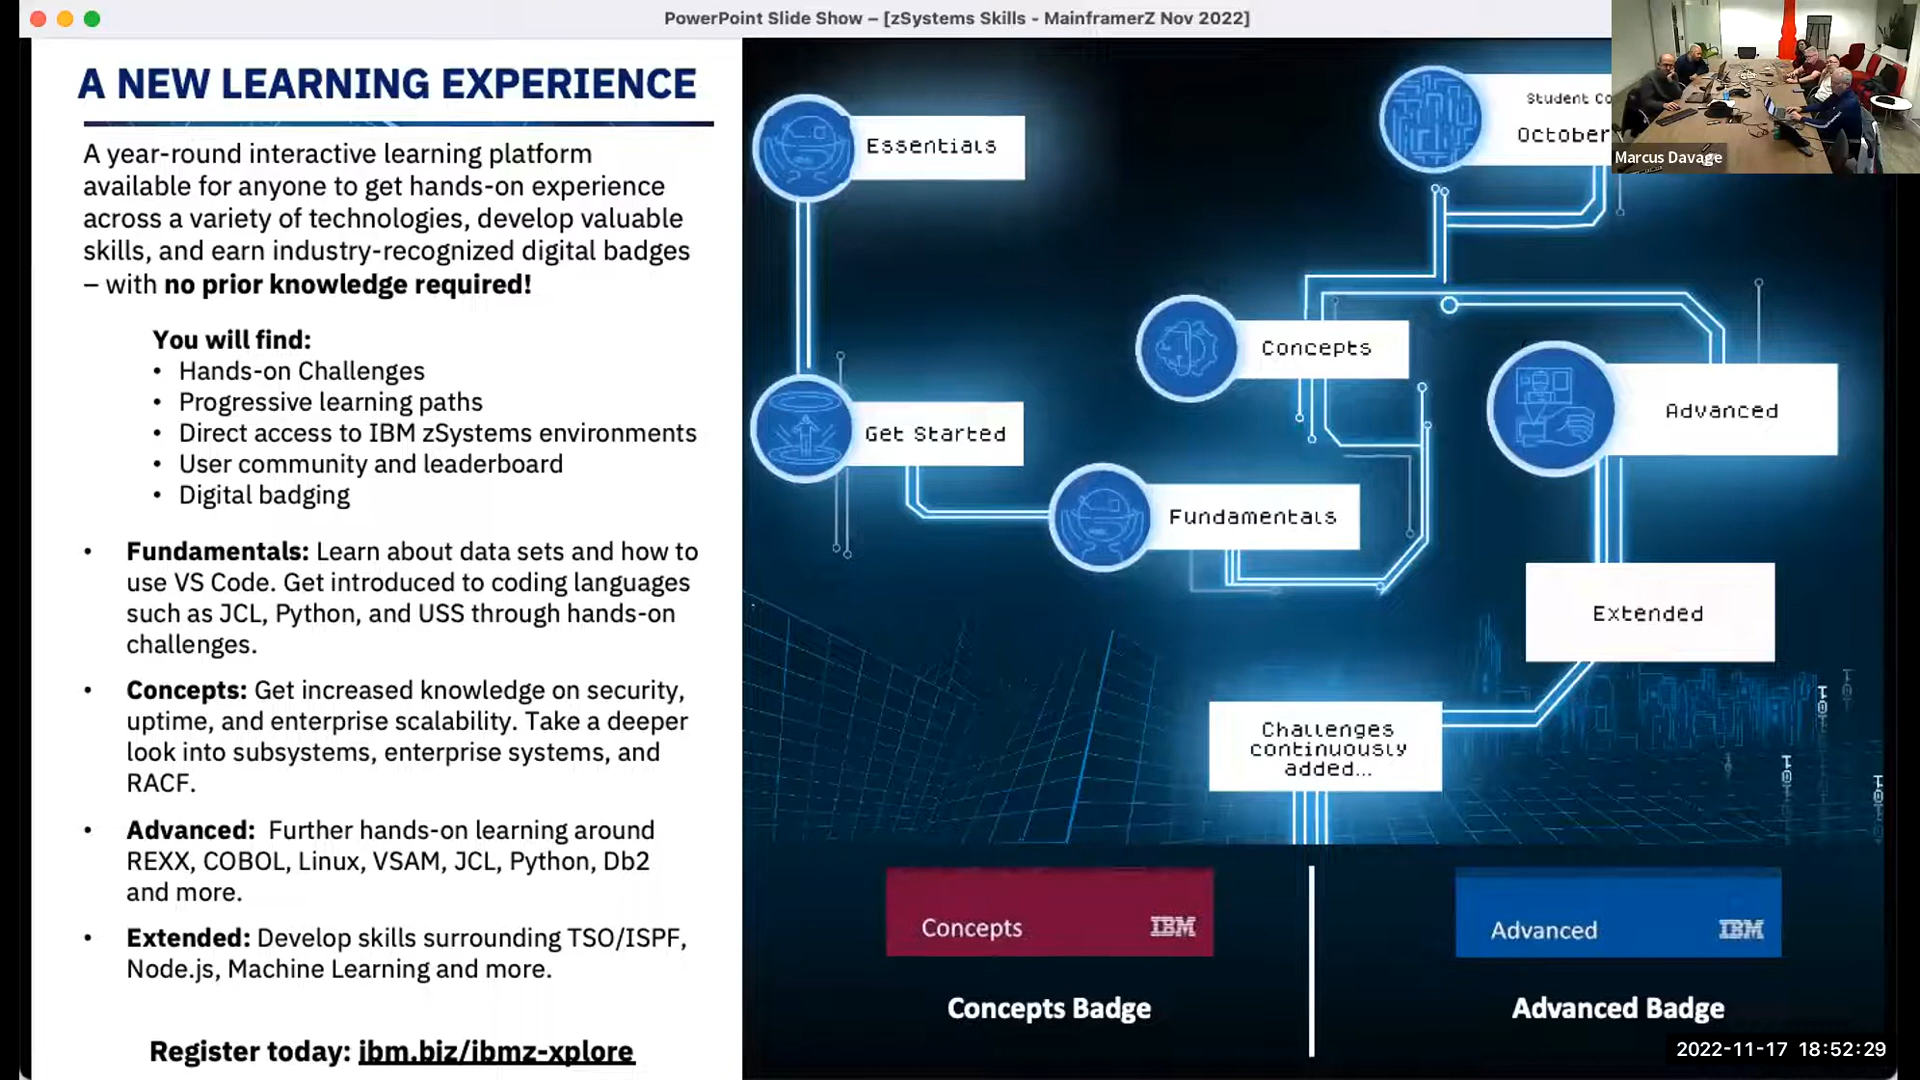 PowerPoint Slide Show – [zSystems Skills - MainframerZ Nov 2022]
A NEW LEARNING EXPERIENCE
A year-round interactive learning platform
available for anyone to get hands-on experience
across a variety of technologies, develop valuable
skills, and earn industry-recognized digital badges
– with no prior knowledge required!
You will find:
• Hands-on Challenges
• Progressive learning paths
• Direct access to IBM zSystems environments
• User community and leaderboard
• Digital badging
• Fundamentals: Learn about data sets and how to
use VS Code. Get introduced to coding languages
such as JCL, Python, and USS through hands-on
challenges.
• Concepts: Get increased knowledge on security,
uptime, and enterprise scalability. Take a deeper
look into subsystems, enterprise systems, and
RACF.
• Advanced: Further hands-on learning around
REXX, COBOL, Linux, VSAM, JCL, Python, Db2
and more.
• Extended: Develop skills surrounding TSO/ISPF,
Node.js, Machine Learning and more.
Register today: ibm.biz/ibmz-xplore
Essentials
Student Co
October
Marcus Davage
Concepts
Advanced
Get Started
Fundamentals
Extended
Challenges
continuously
added...
Concepts IBM
Advanced IBM
Concepts Badge
Advanced Badge
2022-11-17 18:52:29